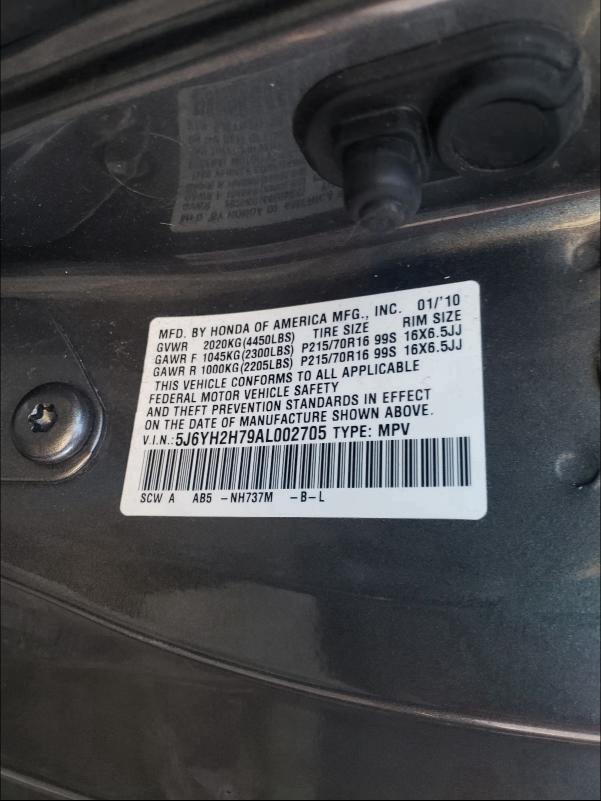 MFD. BY HONDA OF AMERICA MFG., INC. 01/'10
GVWR 2020KG(4450LBS) TIRE SIZE RIM SIZE
GAWR F 1045KG(2300LBS) P215/70R16 99S 16X6.5JJ
GAWR R 1000KG(2205LBS) P215/70R16 99S 16X6.5JJ
THIS VEHICLE CONFORMS TO ALL APPLICABLE
FEDERAL MOTOR VEHICLE SAFETY
AND THEFT PREVENTION STANDARDS IN EFFECT
ON THE DATE OF MANUFACTURE SHOWN ABOVE.
V.I.N.:5J6YH2H79AL002705 TYPE: MPV
SCW A AB5 -NH737M -B-L